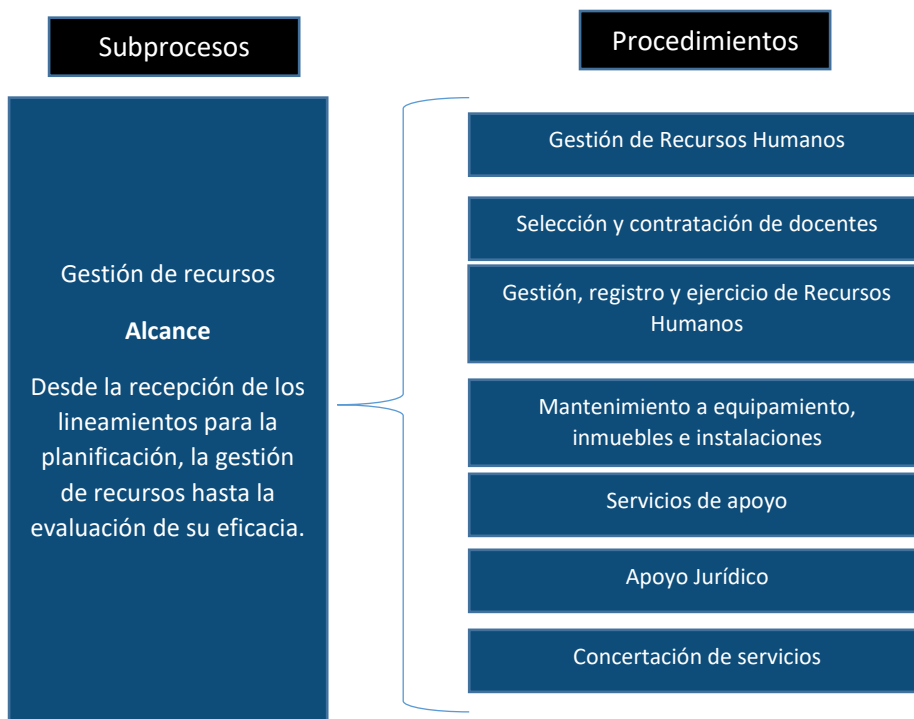 Subprocesos
Procedimientos
Gestión de recursos
Alcance
Desde la recepción de los
lineamientos para la
planificación, la gestión
de recursos hasta la
evaluación de su eficacia.
Gestión de Recursos Humanos
Selección y contratación de docentes
Gestión, registro y ejercicio de Recursos
Humanos
Mantenimiento a equipamiento,
inmuebles e instalaciones
Servicios de apoyo
Apoyo Jurídico
Concertación de servicios